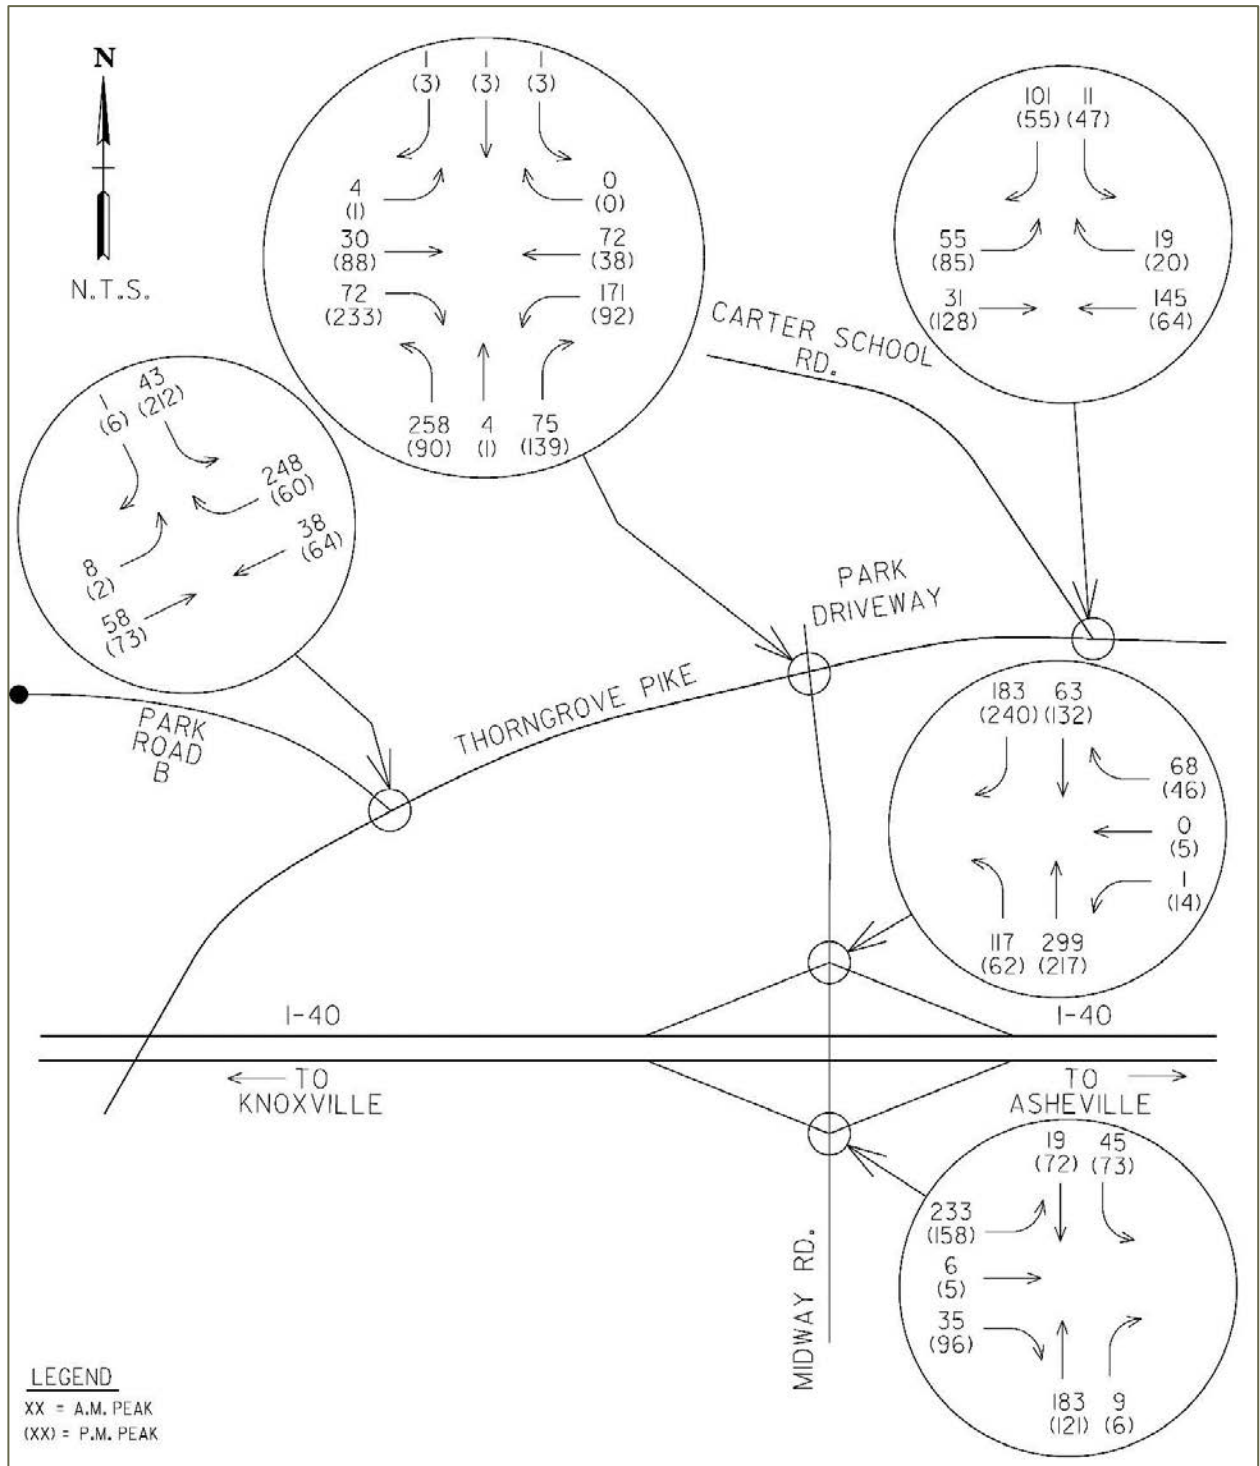 N
N.T.S.
1 1 1
(3) (3) (3)
4
(1)
30
(88)
72
(233)
0
(0)
72
(38)
171
(92)
258 4 75
(90) (1) (139)
101 11
(55) (47)
55
(85)
31
(128)
19
(20)
145
(64)
CARTER SCHOOL
RD.
1 43
(6) (212)
248
(60)
38
(64)
8
(2)
58
(73)
PARK
DRIVEWAY
THORNGROVE PIKE
PARK
ROAD
B
183 63
(240) (132)
68
(46)
0
(5)
1
(14)
117 299
(62) (217)
I-40 I-40
TO
KNOXVILLE
TO
ASHEVILLE
19 45
(72) (73)
233
(158)
6
(5)
35
(96)
183 9
(121) (6)
MIDWAY RD.
LEGEND
XX = A.M. PEAK
(XX) = P.M. PEAK